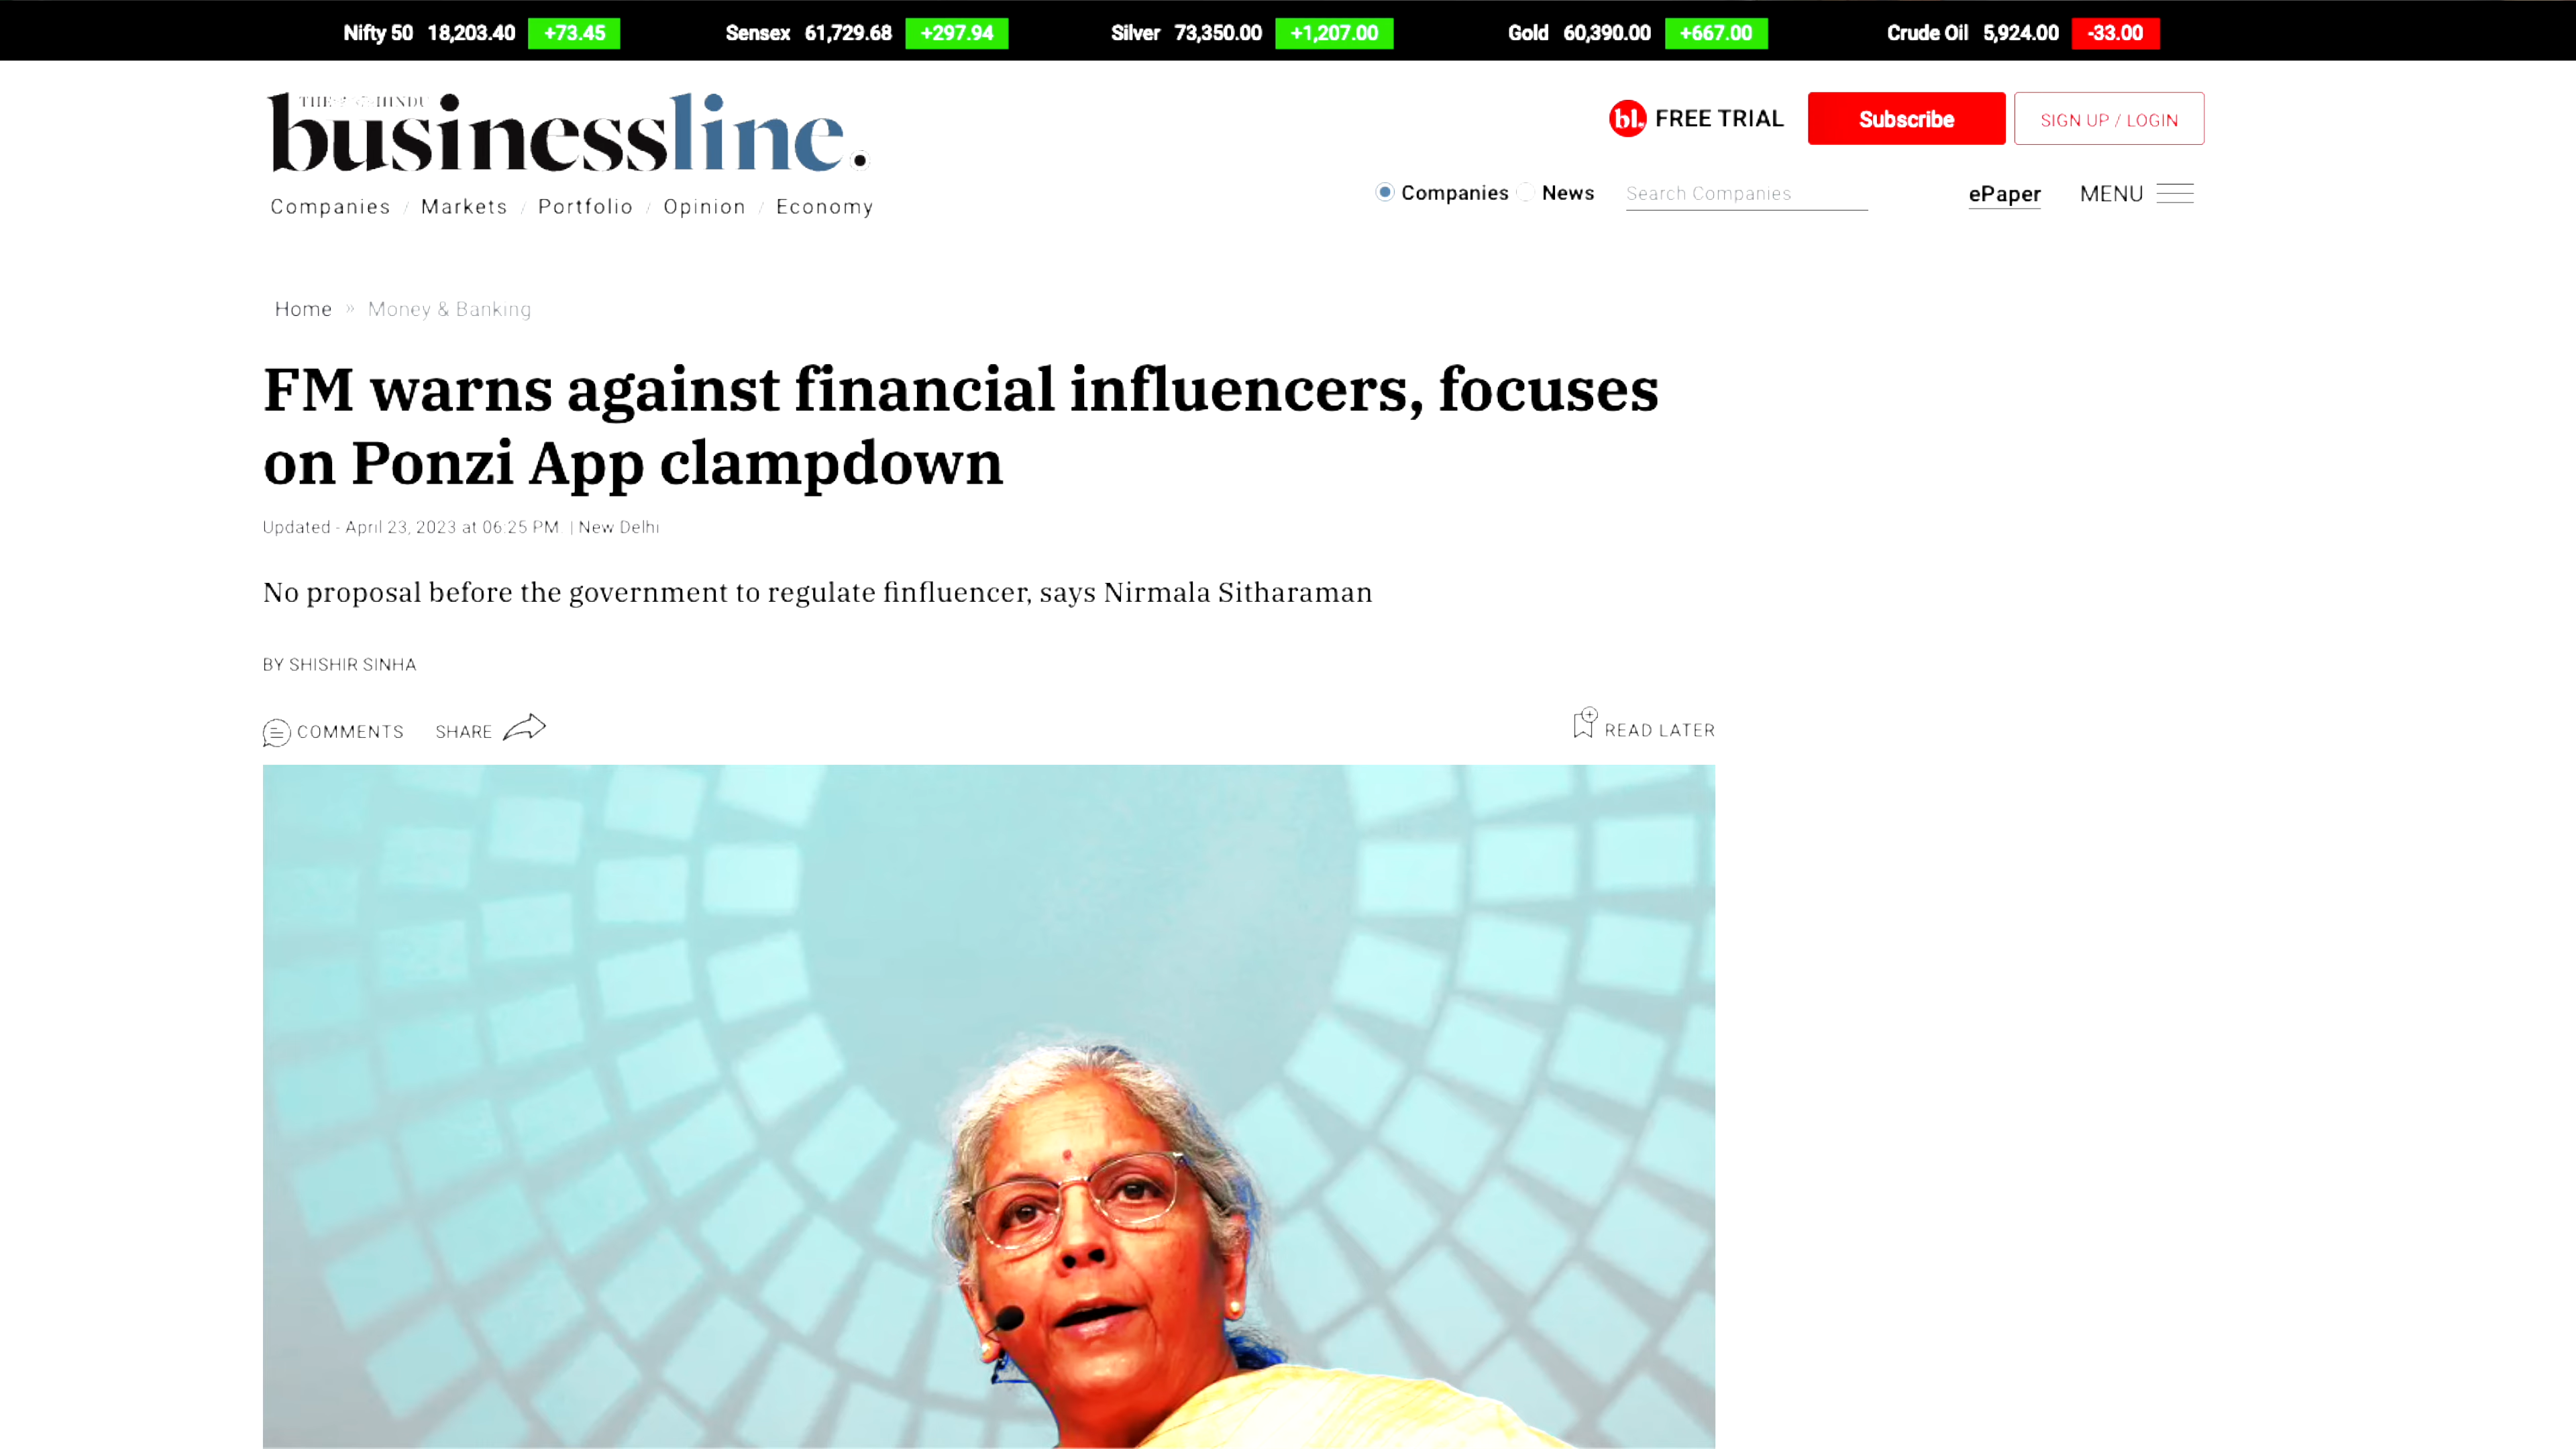 Nifty 50 18,203.40 +73.45 Sensex 61,729.68 +297.94 Silver 73,350.00 +1,207.00 Gold 60,390.00 +667.00 Crude Oil 5,924.00 -33.00
THE HINDU
businessline.
bl. FREE TRIAL Subscribe SIGN UP / LOGIN
Companies / Markets / Portfolio / Opinion / Economy
Companies News Search Companies ePaper MENU
Home » Money & Banking
FM warns against financial influencers, focuses
on Ponzi App clampdown
Updated - April 23, 2023 at 06:25 PM. | New Delhi
No proposal before the government to regulate finfluencer, says Nirmala Sitharaman
BY SHISHIR SINHA
COMMENTS SHARE READ LATER